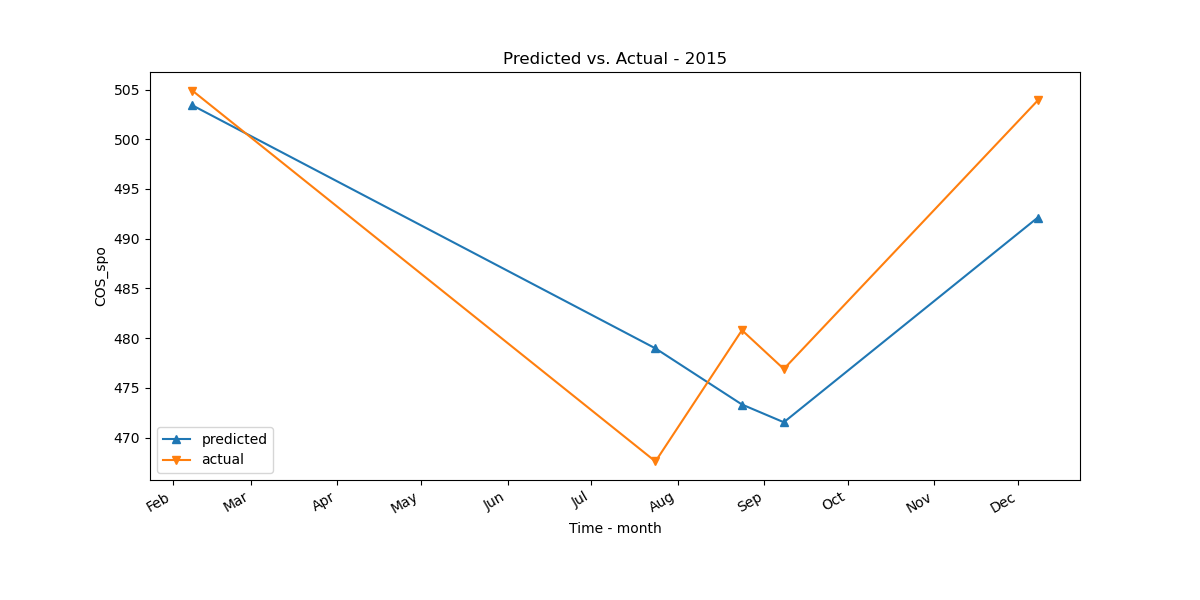 Predicted vs. Actual - 2015
505
500
495
490
485
480
475
470
COS_spo
predicted
actual
Feb
Mar
Apr
May
Jun
Jul
Aug
Sep
Oct
Nov
Dec
Time - month